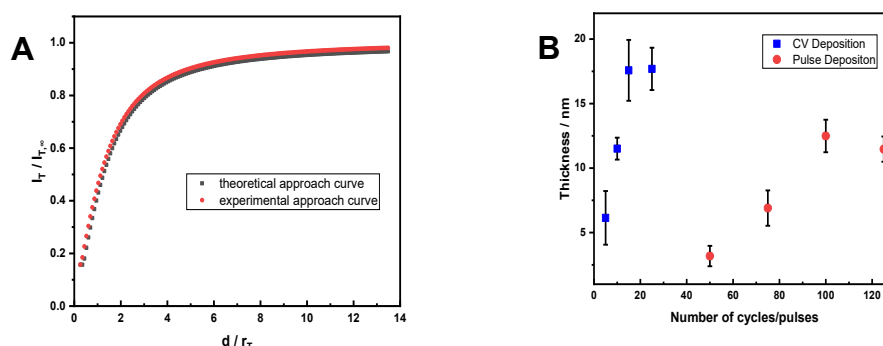 A
I_T / I_T,∞
1.0
0.8
0.6
0.4
0.2
0.0
theoretical approach curve
experimental approach curve
0 2 4 6 8 10 12 14
d / r_T
B
Thickness / nm
20
15
10
5
CV Deposition
Pulse Depositon
0 20 40 60 80 100 120
Number of cycles/pulses